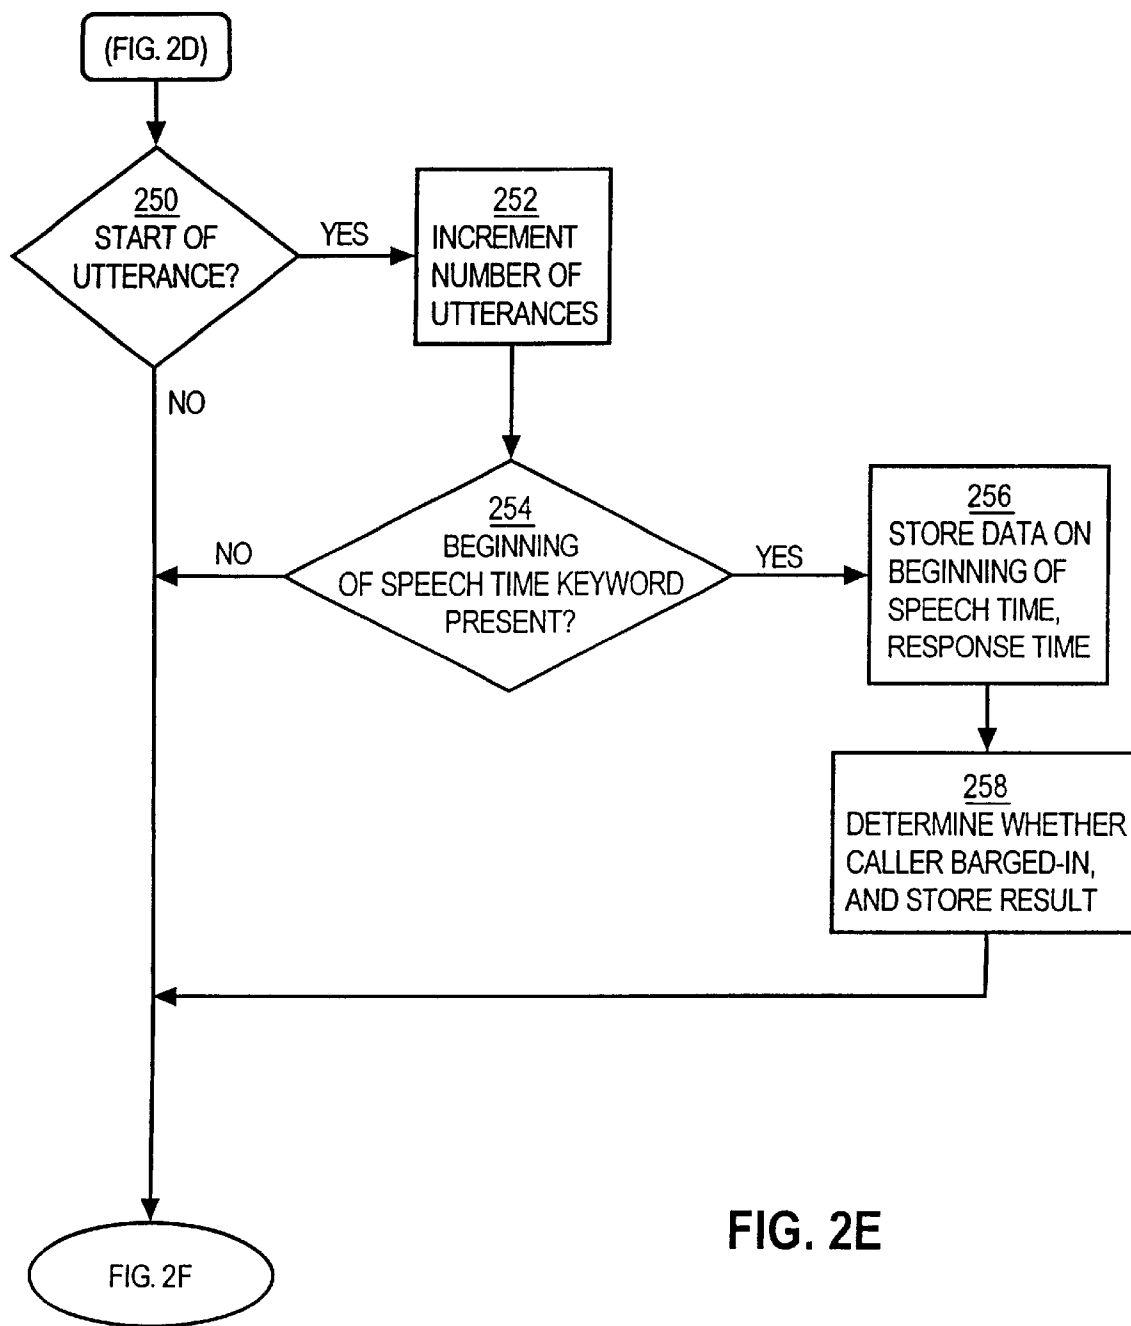 (FIG. 2D)
250
START OF
UTTERANCE?
YES
252
INCREMENT
NUMBER OF
UTTERANCES
NO
254
BEGINNING
OF SPEECH TIME KEYWORD
PRESENT?
NO
YES
256
STORE DATA ON
BEGINNING OF
SPEECH TIME,
RESPONSE TIME
258
DETERMINE WHETHER
CALLER BARGED-IN,
AND STORE RESULT
FIG. 2F
FIG. 2E